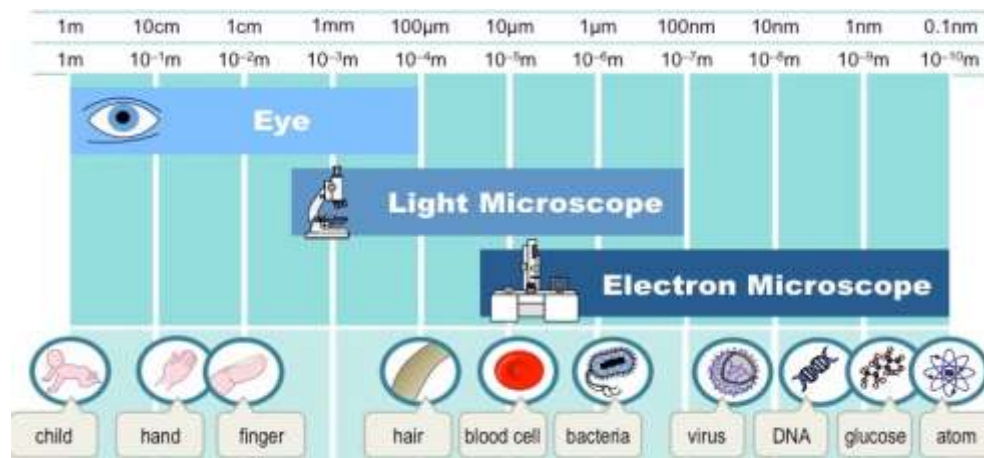 1m 10cm 1cm 1mm 100µm 10µm 1µm 100nm 10nm 1nm 0.1nm
1m 10⁻¹m 10⁻²m 10⁻³m 10⁻⁴m 10⁻⁵m 10⁻⁶m 10⁻⁷m 10⁻⁸m 10⁻⁹m 10⁻¹⁰m
Eye
Light Microscope
Electron Microscope
child hand finger hair blood cell bacteria virus DNA glucose atom